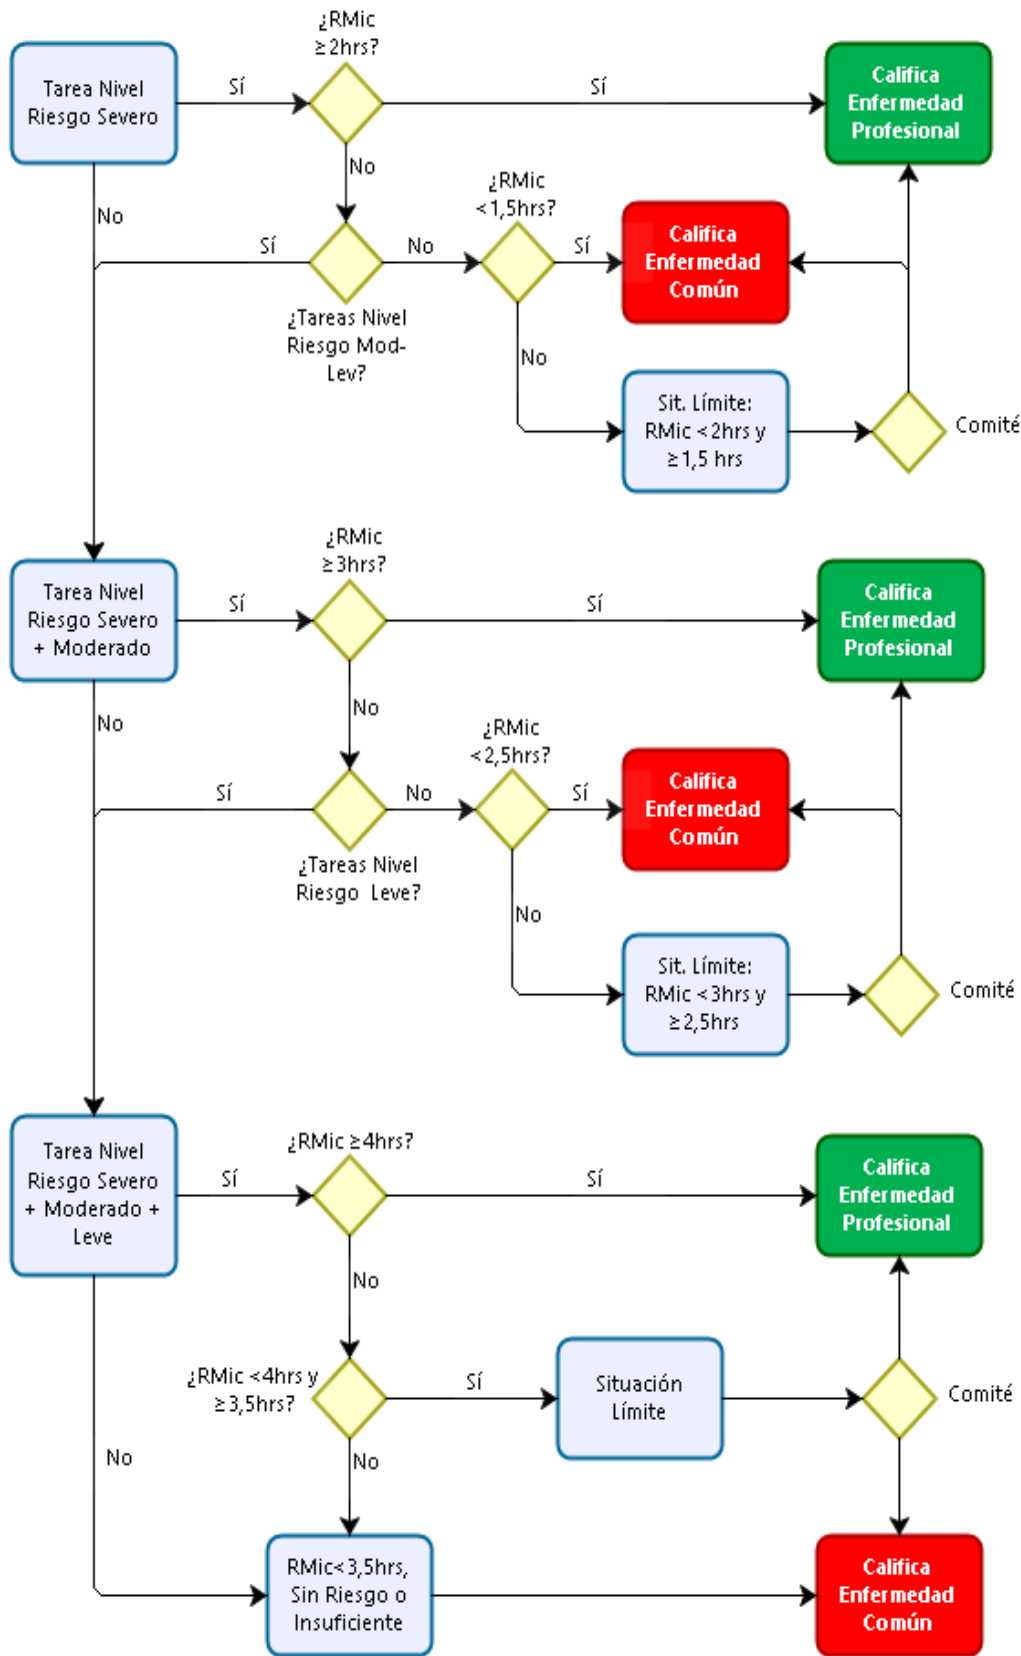 ¿RMic
≥2hrs?
Tarea Nivel
Riesgo Severo
Sí
Sí
Califica
Enfermedad
Profesional
No
No
¿RMic
<1,5hrs?
Sí
No
Sí
Califica
Enfermedad
Común
¿Tareas Nivel
Riesgo Mod-
Lev?
No
Sit. Límite:
RMic <2hrs y
≥1,5 hrs
Comité
¿RMic
≥3hrs?
Tarea Nivel
Riesgo Severo
+ Moderado
Sí
Sí
Califica
Enfermedad
Profesional
No
No
¿RMic
<2,5hrs?
Sí
No
Sí
Califica
Enfermedad
Común
¿Tareas Nivel
Riesgo Leve?
No
Sit. Límite:
RMic <3hrs y
≥2,5hrs
Comité
¿RMic ≥4hrs?
Tarea Nivel
Riesgo Severo
+ Moderado +
Leve
Sí
Sí
Califica
Enfermedad
Profesional
No
¿RMic <4hrs y
≥3,5hrs?
Sí
Situación
Límite
Comité
No
No
RMic<3,5hrs,
Sin Riesgo o
Insuficiente
Califica
Enfermedad
Común